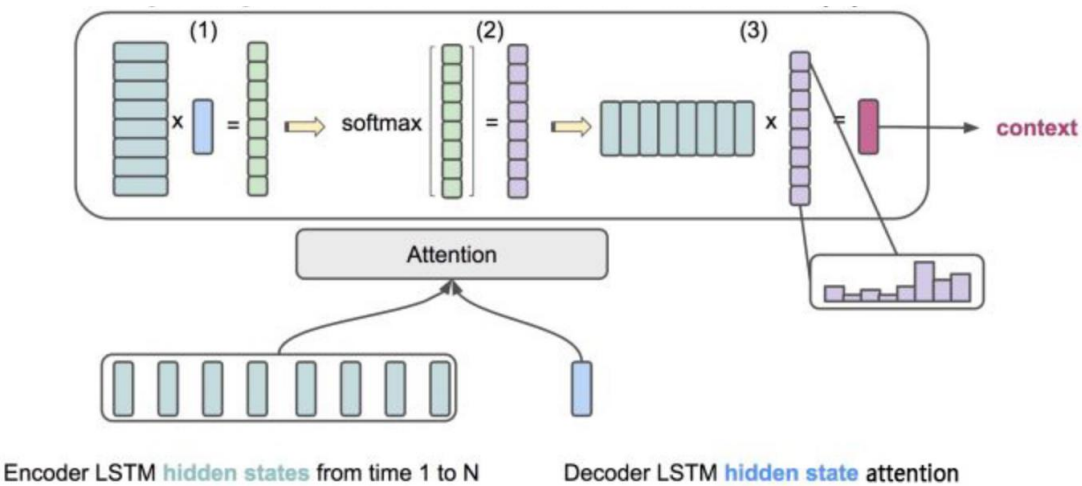 (1) (2) (3)
x = softmax = x = context
Attention
Encoder LSTM hidden states from time 1 to N
Decoder LSTM hidden state attention